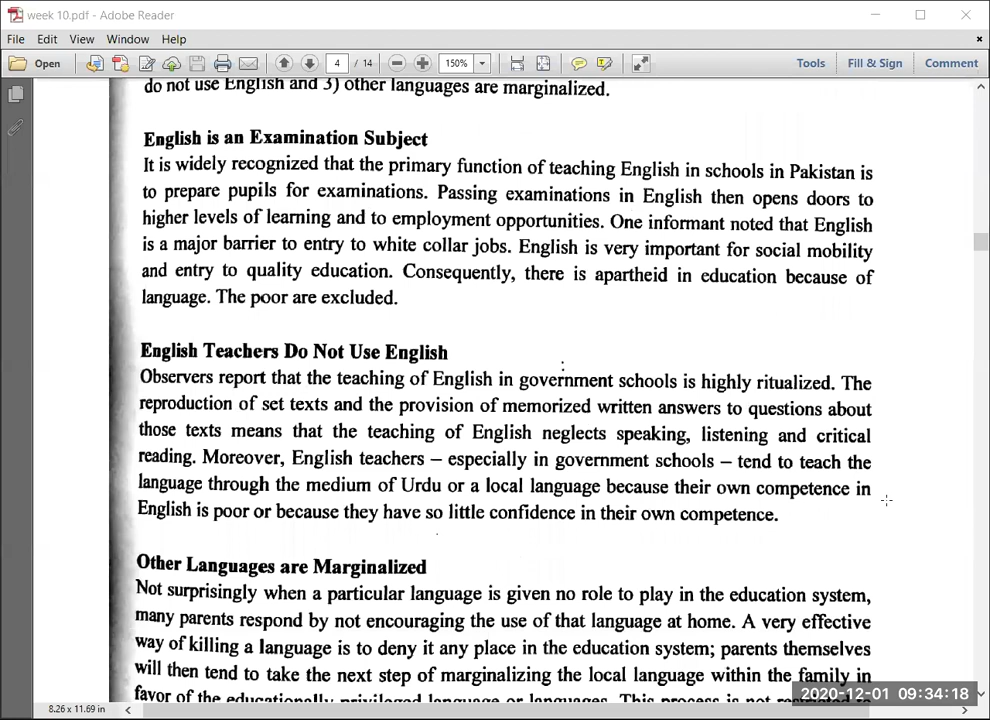 week 10.pdf - Adobe Reader
File Edit View Window Help
Open 4 / 14 150% Tools Fill & Sign Comment
do not use English and 3) other languages are marginalized.
English is an Examination Subject
It is widely recognized that the primary function of teaching English in schools in Pakistan is
to prepare pupils for examinations. Passing examinations in English then opens doors to
higher levels of learning and to employment opportunities. One informant noted that English
is a major barrier to entry to white collar jobs. English is very important for social mobility
and entry to quality education. Consequently, there is apartheid in education because of
language. The poor are excluded.
English Teachers Do Not Use English
Observers report that the teaching of English in government schools is highly ritualized. The
reproduction of set texts and the provision of memorized written answers to questions about
those texts means that the teaching of English neglects speaking, listening and critical
reading. Moreover, English teachers – especially in government schools – tend to teach the
language through the medium of Urdu or a local language because their own competence in
English is poor or because they have so little confidence in their own competence.
Other Languages are Marginalized
Not surprisingly when a particular language is given no role to play in the education system,
many parents respond by not encouraging the use of that language at home. A very effective
way of killing a language is to deny it any place in the education system; parents themselves
will then tend to take the next step of marginalizing the local language within the family in
favor of the educationally privileged language or languages. This process is not
2020-12-01 09:34:18
8.26 x 11.69 in